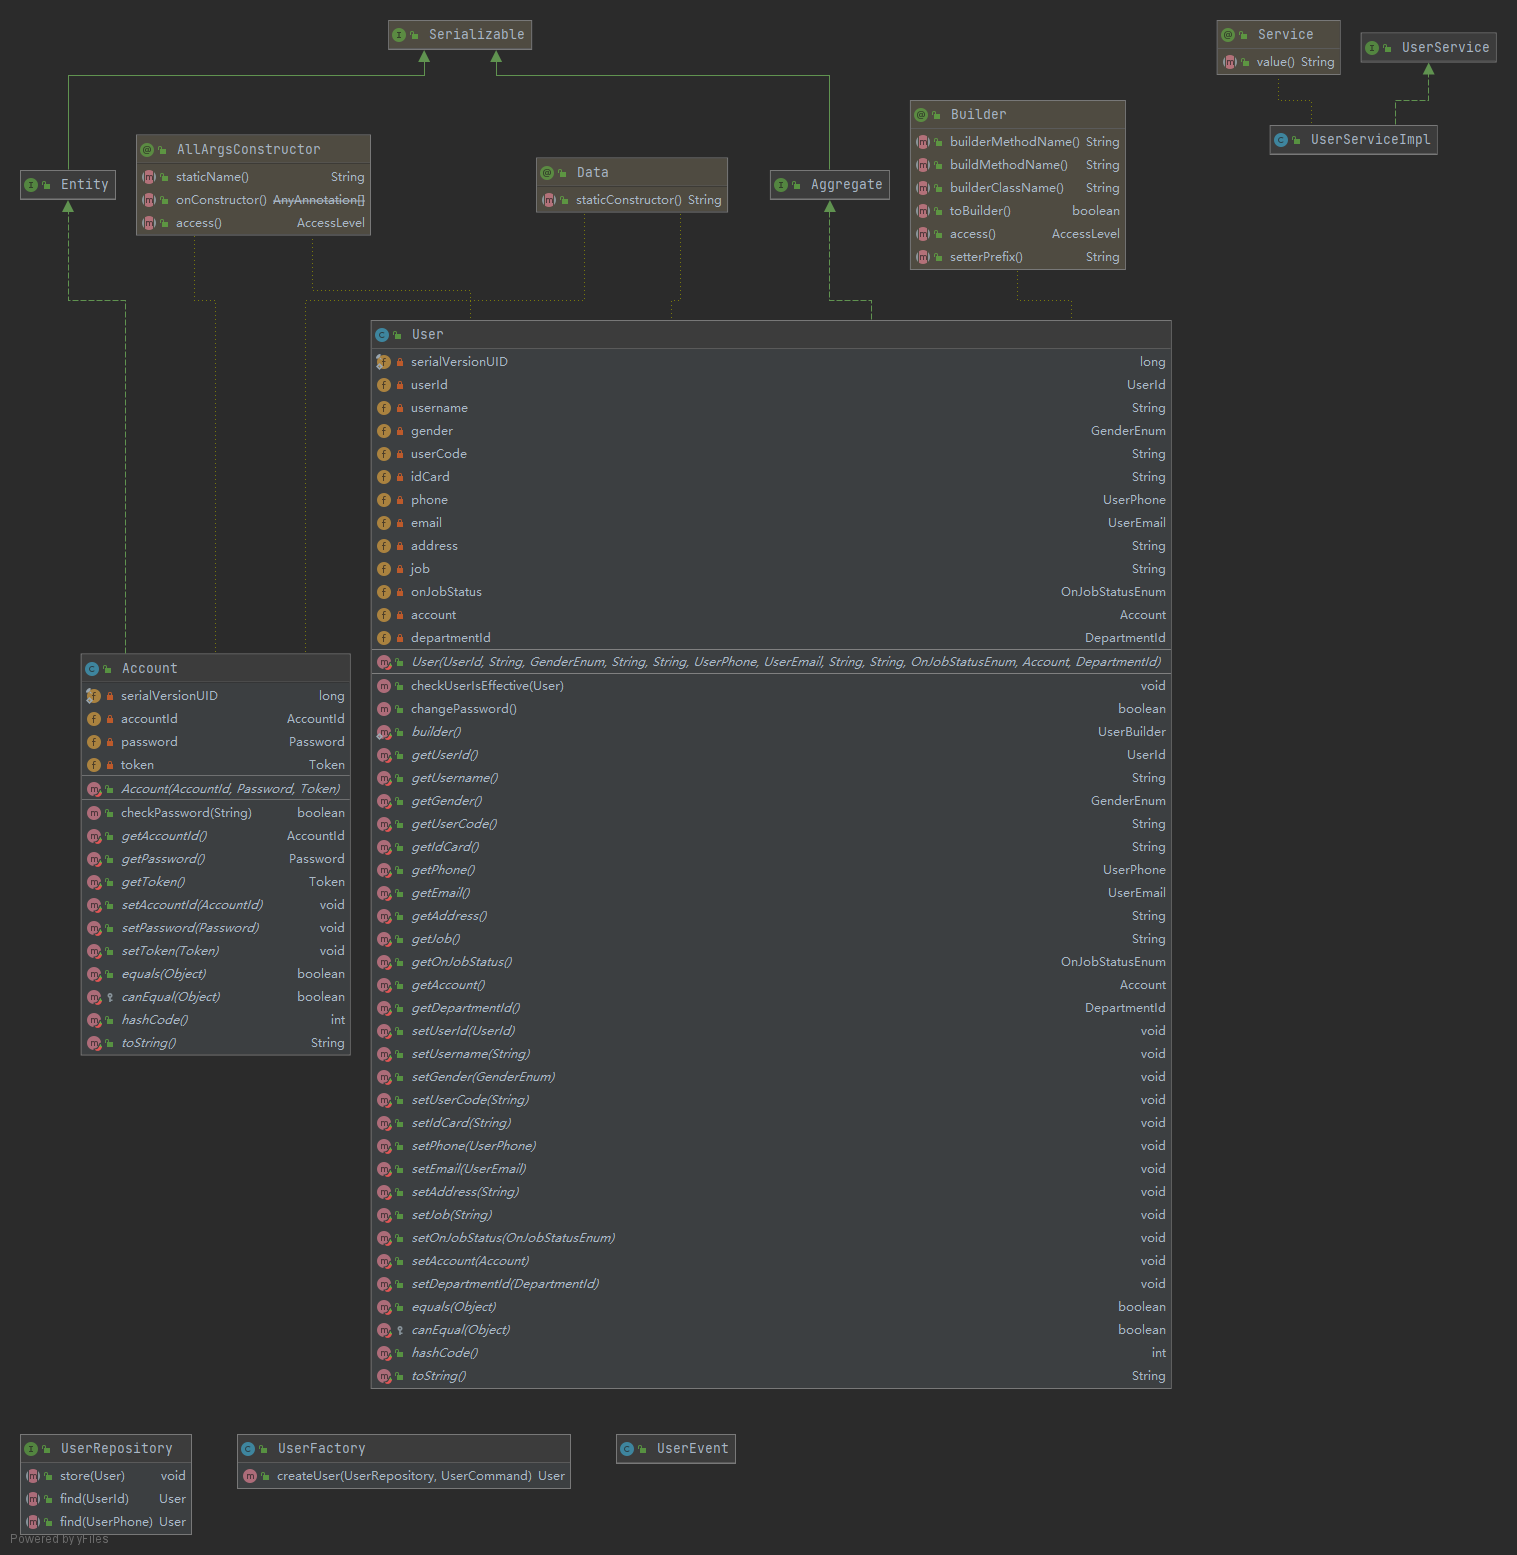 Serializable
Service
value() String
UserService
UserServiceImpl
Builder
builderMethodName() String
buildMethodName() String
builderClassName() String
toBuilder() boolean
access() AccessLevel
setterPrefix() String
AllArgsConstructor
staticName() String
onConstructor() AnyAnnotation[]
access() AccessLevel
Data
staticConstructor() String
Entity
Aggregate
User
serialVersionUID long
userId UserId
username String
gender GenderEnum
userCode String
idCard String
phone UserPhone
email UserEmail
address String
job String
onJobStatus OnJobStatusEnum
account Account
departmentId DepartmentId
User(UserId, String, GenderEnum, String, String, UserPhone, UserEmail, String, String, OnJobStatusEnum, Account, DepartmentId)
checkUserIsEffective(User) void
changePassword() boolean
builder() UserBuilder
getUserId() UserId
getUsername() String
getGender() GenderEnum
getUserCode() String
getIdCard() String
getPhone() UserPhone
getEmail() UserEmail
getAddress() String
getJob() String
getOnJobStatus() OnJobStatusEnum
getAccount() Account
getDepartmentId() DepartmentId
setUserId(UserId) void
setUsername(String) void
setGender(GenderEnum) void
setUserCode(String) void
setIdCard(String) void
setPhone(UserPhone) void
setEmail(UserEmail) void
setAddress(String) void
setJob(String) void
setOnJobStatus(OnJobStatusEnum) void
setAccount(Account) void
setDepartmentId(DepartmentId) void
equals(Object) boolean
canEqual(Object) boolean
hashCode() int
toString() String
Account
serialVersionUID long
accountId AccountId
password Password
token Token
Account(AccountId, Password, Token)
checkPassword(String) boolean
getAccountId() AccountId
getPassword() Password
getToken() Token
setAccountId(AccountId) void
setPassword(Password) void
setToken(Token) void
equals(Object) boolean
canEqual(Object) boolean
hashCode() int
toString() String
UserRepository
store(User) void
find(UserId) User
find(UserPhone) User
UserFactory
createUser(UserRepository, UserCommand) User
UserEvent
Powered by yFiles